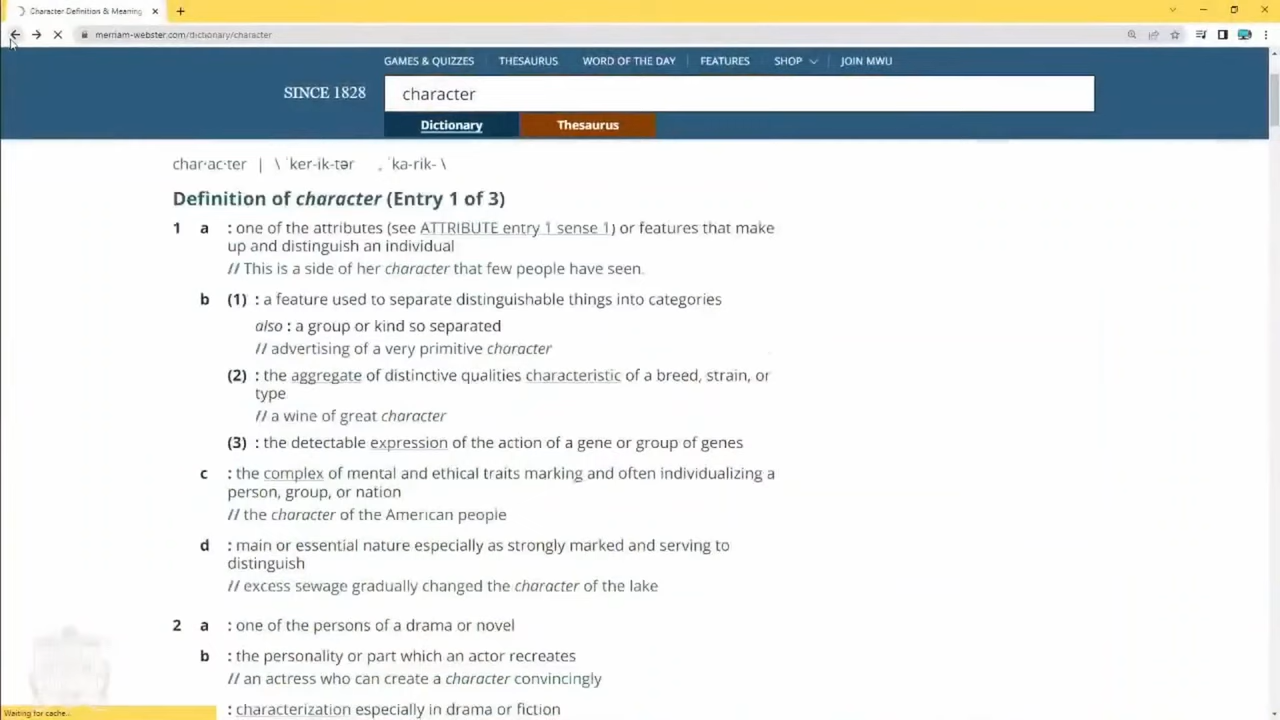 Character Definition & Meaning
merriam-webster.com/dictionary/character
GAMES & QUIZZES THESAURUS WORD OF THE DAY FEATURES SHOP JOIN MWU
SINCE 1828
character
Dictionary Thesaurus
char·​ac·​ter | \ ˈker-ik-tər ˌ ˈka-rik- \
Definition of character (Entry 1 of 3)
1 a : one of the attributes (see ATTRIBUTE entry 1 sense 1) or features that make
up and distinguish an individual
// This is a side of her character that few people have seen.
b (1) : a feature used to separate distinguishable things into categories
also : a group or kind so separated
// advertising of a very primitive character
(2) : the aggregate of distinctive qualities characteristic of a breed, strain, or
type
// a wine of great character
(3) : the detectable expression of the action of a gene or group of genes
c : the complex of mental and ethical traits marking and often individualizing a
person, group, or nation
// the character of the American people
d : main or essential nature especially as strongly marked and serving to
distinguish
// excess sewage gradually changed the character of the lake
2 a : one of the persons of a drama or novel
b : the personality or part which an actor recreates
// an actress who can create a character convincingly
: characterization especially in drama or fiction
Waiting for cache...